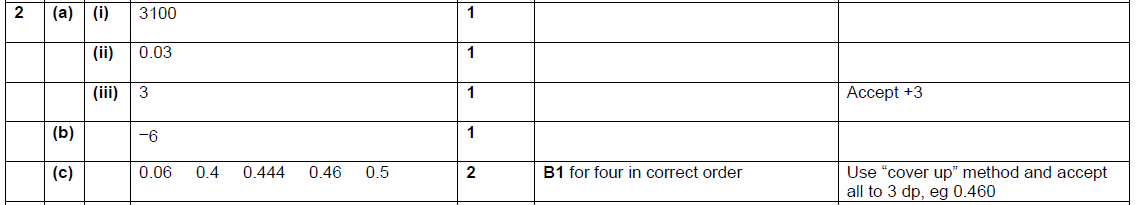 2 (a) (i) 3100 1
(ii) 0.03 1
(iii) 3 1 Accept +3
(b) −6 1
(c) 0.06 0.4 0.444 0.46 0.5 2 B1 for four in correct order Use “cover up” method and accept
all to 3 dp, eg 0.460